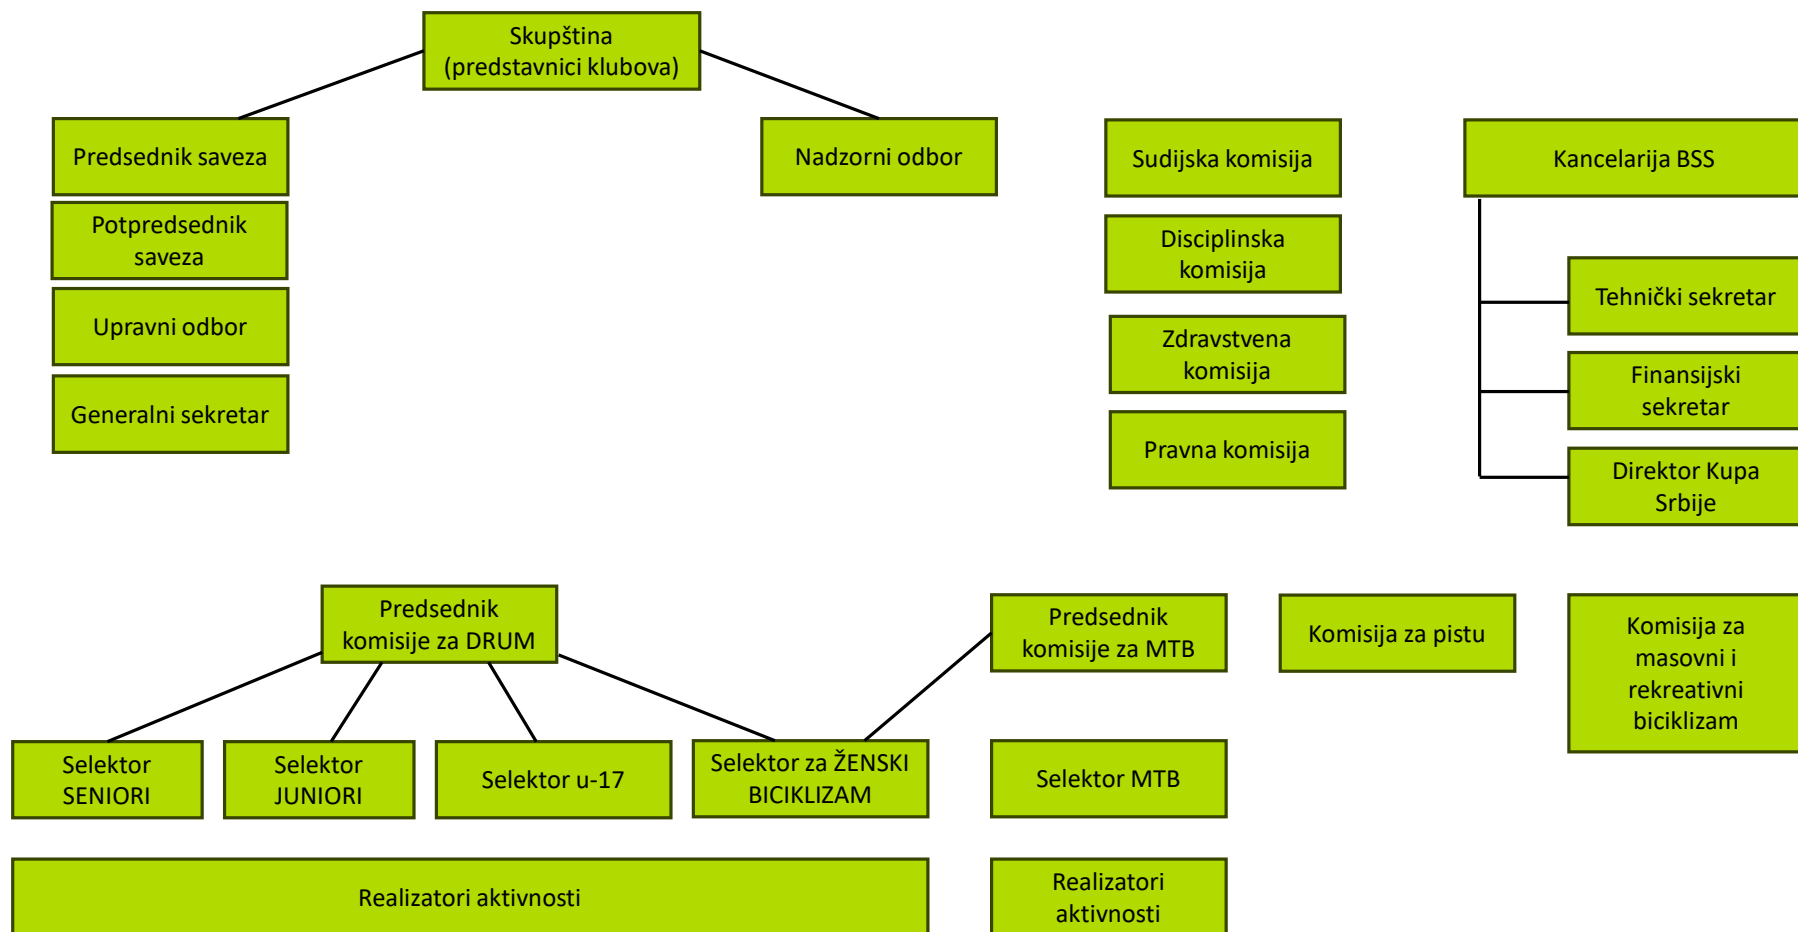 Skupština
(predstavnici klubova)
Predsednik saveza
Nadzorni odbor
Sudijska komisija
Kancelarija BSS
Potpredsednik
saveza
Disciplinska
komisija
Tehnički sekretar
Upravni odbor
Zdravstvena
komisija
Finansijski
sekretar
Generalni sekretar
Pravna komisija
Direktor Kupa
Srbije
Predsednik
komisije za DRUM
Predsednik
komisije za MTB
Komisija za pistu
Komisija za
masovni i
rekreativni
biciklizam
Selektor
SENIORI
Selektor
JUNIORI
Selektor u-17
Selektor za ŽENSKI
BICIKLIZAM
Selektor MTB
Realizatori aktivnosti
Realizatori
aktivnosti